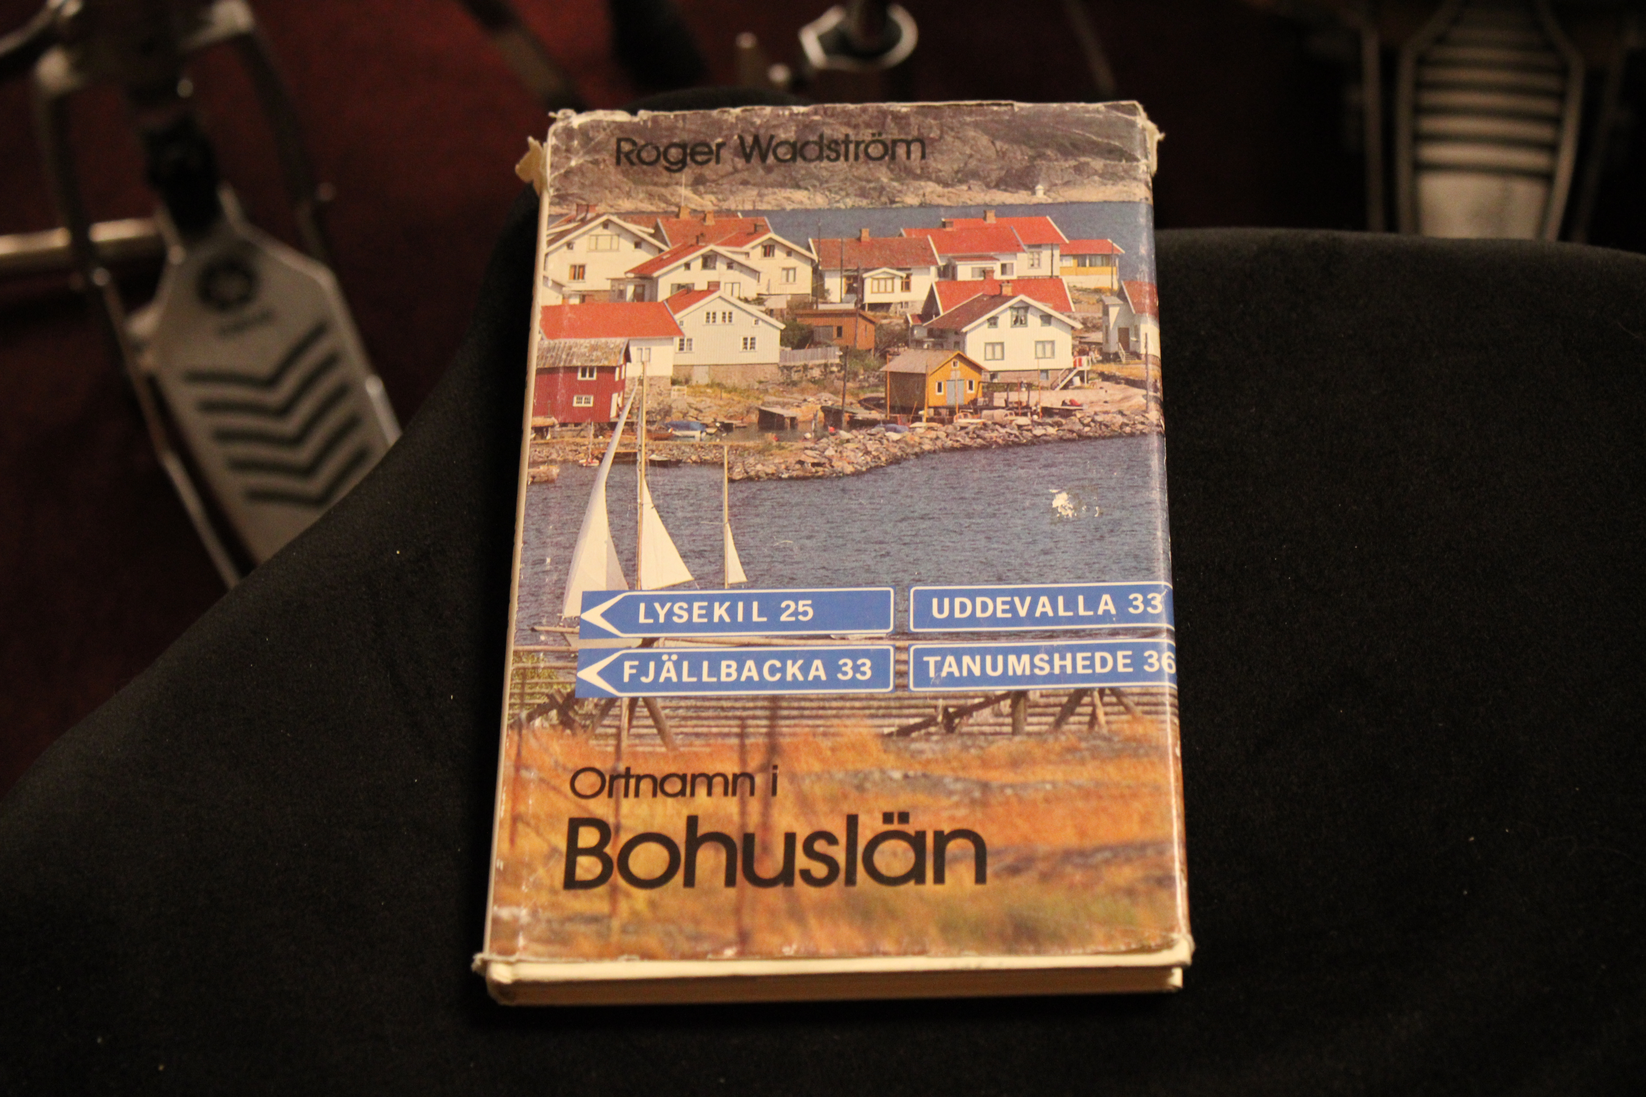 Roger Wadström
LYSEKIL 25
UDDEVALLA 33
FJÄLLBACKA 33
TANUMSHEDE 36
Ortnamn i
Bohuslän